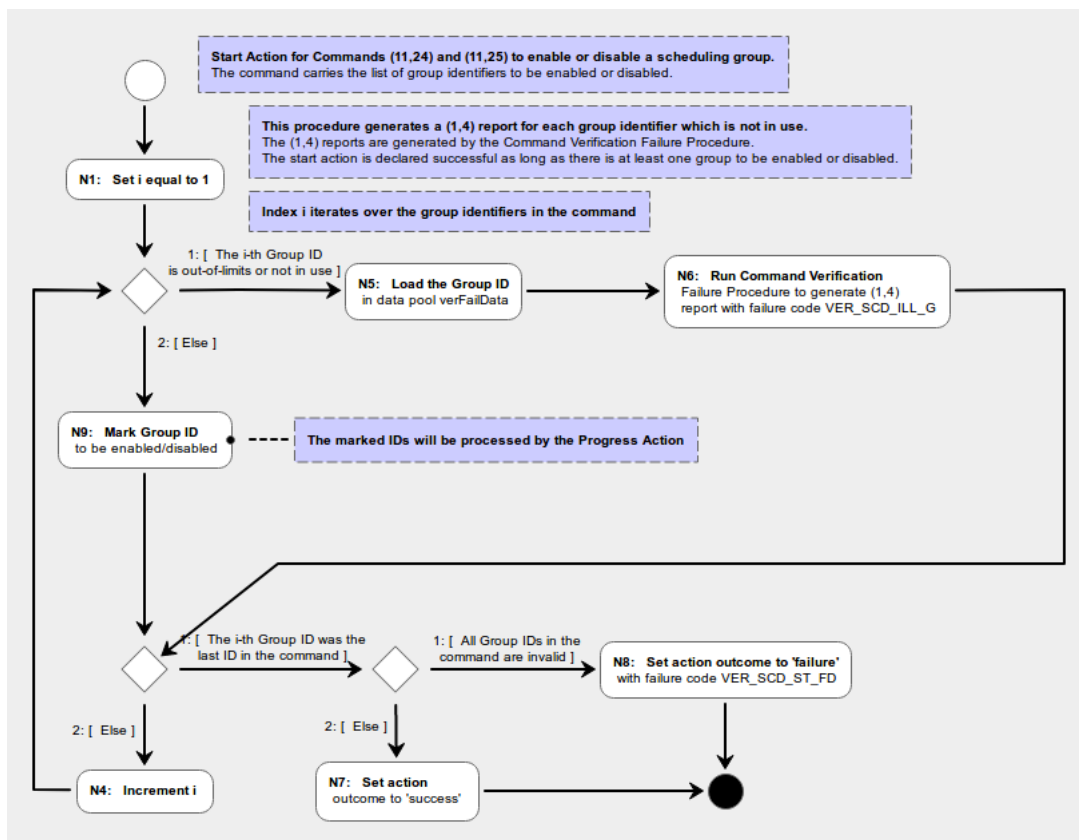 Start Action for Commands (11,24) and (11,25) to enable or disable a scheduling group.
The command carries the list of group identifiers to be enabled or disabled.
This procedure generates a (1,4) report for each group identifier which is not in use.
The (1,4) reports are generated by the Command Verification Failure Procedure.
The start action is declared successful as long as there is at least one group to be enabled or disabled.
N1: Set i equal to 1
Index i iterates over the group identifiers in the command
1: [ The i-th Group ID
is out-of-limits or not in use ]
N5: Load the Group ID
in data pool verFailData
N6: Run Command Verification
Failure Procedure to generate (1,4)
report with failure code VER_SCD_ILL_G
2: [ Else ]
N9: Mark Group ID
to be enabled/disabled
The marked IDs will be processed by the Progress Action
1: [ The i-th Group ID was the
last ID in the command ]
1: [ All Group IDs in the
command are invalid ]
N8: Set action outcome to 'failure'
with failure code VER_SCD_ST_FD
2: [ Else ]
2: [ Else ]
N4: Increment i
N7: Set action
outcome to 'success'